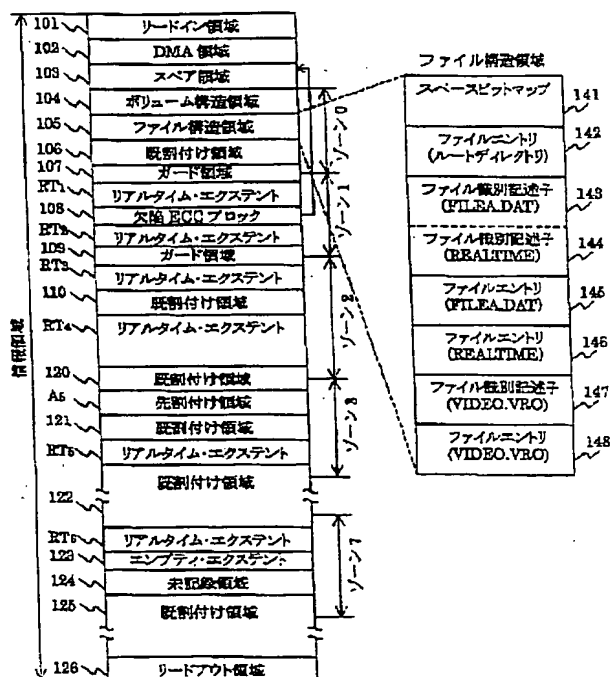 情報領域
101 リードイン領域
102 DMA 領域
103 スペア領域
104 ボリューム構造領域
105 ファイル構造領域
106 既割付け領域
107 ガード領域
RT1 リアルタイム・エクステント
108 欠陥 ECC ブロック
RT2 リアルタイム・エクステント
109 ガード領域
RT3 リアルタイム・エクステント
110 既割付け領域
RT4 リアルタイム・エクステント
120 既割付け領域
A5 先割付け領域
121 既割付け領域
RT5 リアルタイム・エクステント
既割付け領域
122
RT6 リアルタイム・エクステント
123 エンプティ・エクステント
124 未記録領域
125 既割付け領域
126 リードアウト領域
ゾーン0
ゾーン1
ゾーン2
ゾーン3
ゾーン7
ファイル構造領域
スペースビットマップ 141
ファイルエントリ 142
(ルートディレクトリ)
ファイル識別記述子 143
(FILEA.DAT)
ファイル識別記述子 144
(REALTIME)
ファイルエントリ 145
(FILEA.DAT)
ファイルエントリ 146
(REALTIME)
ファイル識別記述子 147
(VIDEO.VRO)
ファイルエントリ 148
(VIDEO.VRO)